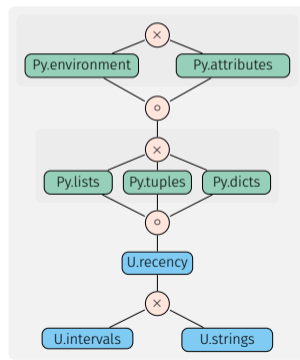 ×
Py.environment Py.attributes
∘
×
Py.lists Py.tuples Py.dicts
∘
U.recency
×
U.intervals U.strings